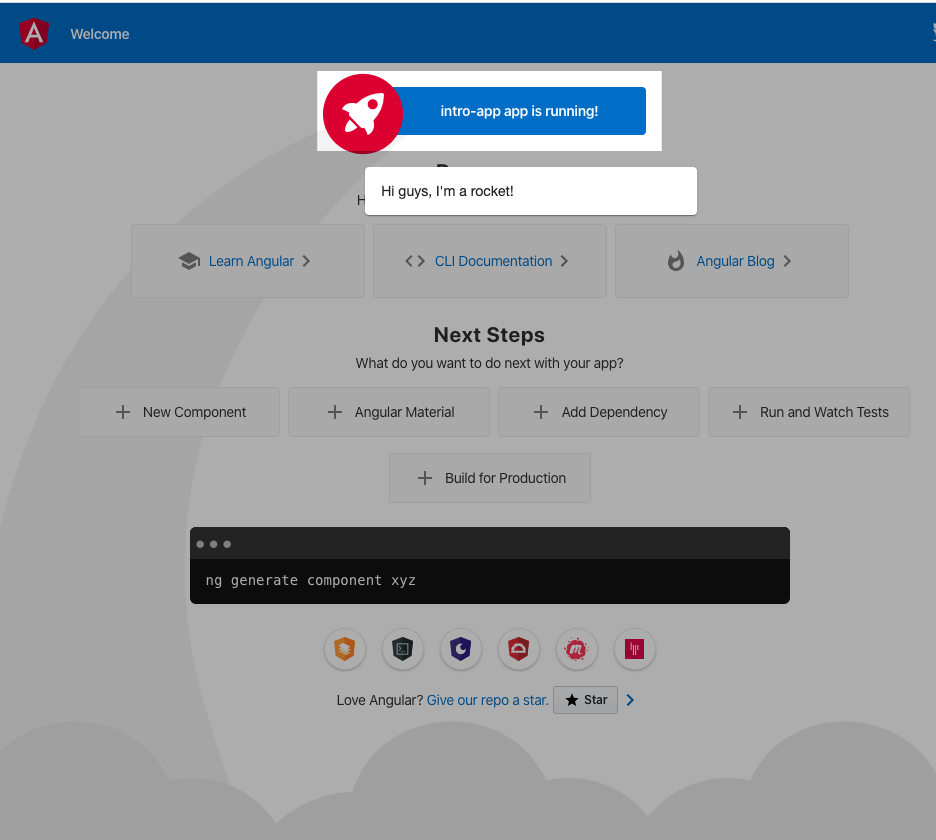 Welcome
intro-app app is running!
Hi guys, I'm a rocket!
Learn Angular
CLI Documentation
Angular Blog
Next Steps
What do you want to do next with your app?
New Component
Angular Material
Add Dependency
Run and Watch Tests
Build for Production
ng generate component xyz
Love Angular? Give our repo a star. Star